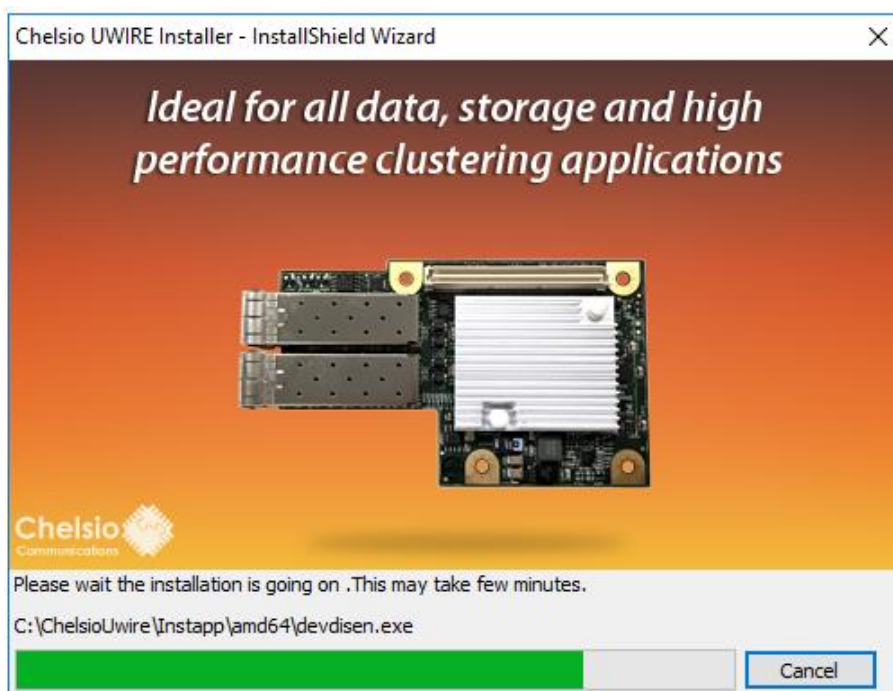 Chelsio UWIRE Installer - InstallShield Wizard
Ideal for all data, storage and high
performance clustering applications
Chelsio
Communications
Please wait the installation is going on .This may take few minutes.
C:\ChelsioUwire\Instapp\amd64\devdisen.exe
Cancel